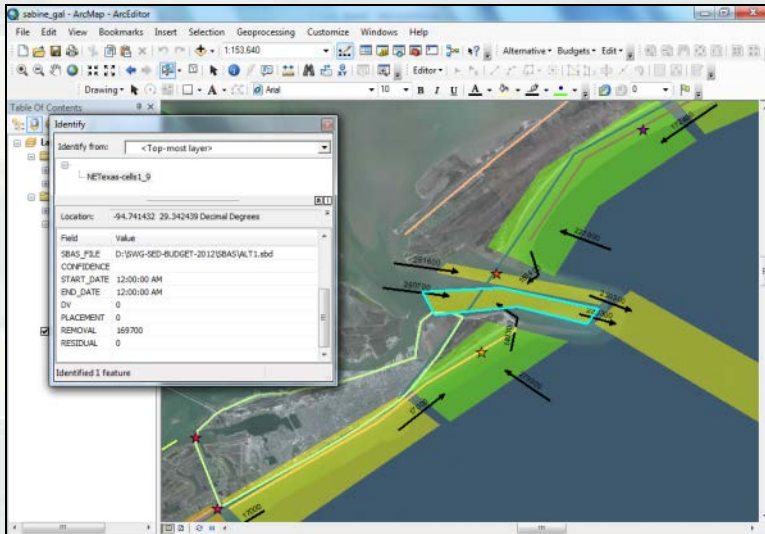 sabine_gal - ArcMap - ArcEditor
File Edit View Bookmarks Insert Selection Geoprocessing Customize Windows Help
1:153,640 Alternative Budgets Edit
Editor
Drawing A Arial 10 B I U A
Table Of Contents
Identify
Identify from: <Top-most layer>
NETexas-cells1_9
Location: -94.741432 29.342439 Decimal Degrees
Field Value
SBAS_FILE D:\SWG-SED-BUDGET-2012\SBAS\ALT1.sbd
CONFIDENCE
START_DATE 12:00:00 AM
END_DATE 12:00:00 AM
DV 0
PLACEMENT 0
REMOVAL 169700
RESIDUAL 0
Identified 1 feature
17000